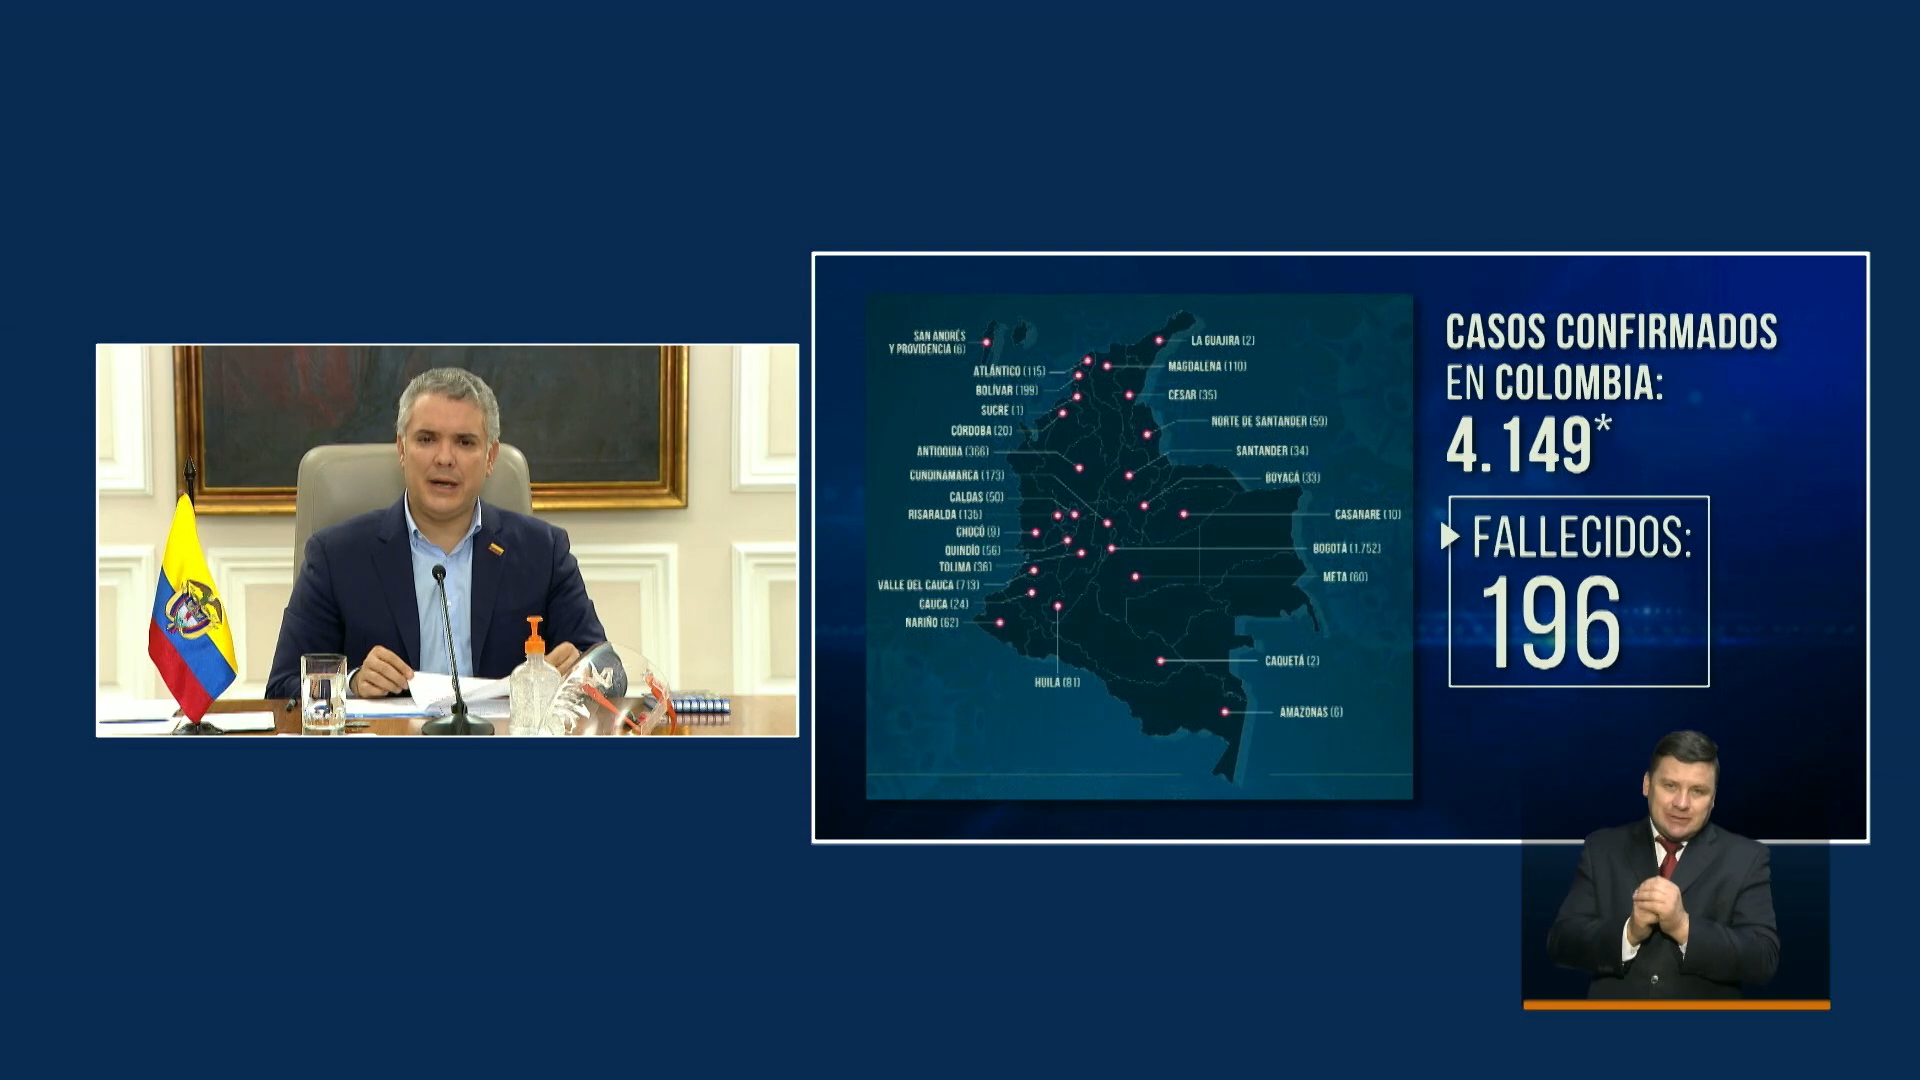 SAN ANDRÉS
Y PROVIDENCIA (6)
ATLÁNTICO (115)
BOLÍVAR (199)
SUCRE (1)
CÓRDOBA (20)
ANTIOQUIA (366)
CUNDINAMARCA (173)
CALDAS (50)
RISARALDA (135)
CHOCÓ (9)
QUINDÍO (56)
TOLIMA (36)
VALLE DEL CAUCA (713)
CAUCA (24)
NARIÑO (62)
HUILA (81)
LA GUAJIRA (2)
MAGDALENA (110)
CESAR (35)
NORTE DE SANTANDER (59)
SANTANDER (34)
BOYACÁ (33)
CASANARE (10)
BOGOTÁ (1.752)
META (60)
CAQUETÁ (2)
AMAZONAS (6)
CASOS CONFIRMADOS
EN COLOMBIA:
4.149*
FALLECIDOS:
196